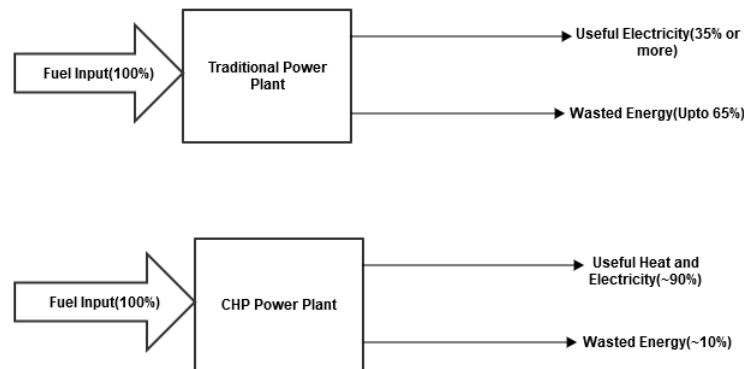 Fuel Input(100%)
Traditional Power
Plant
Useful Electricity(35% or
more)
Wasted Energy(Upto 65%)
Fuel Input(100%)
CHP Power Plant
Useful Heat and
Electricity(~90%)
Wasted Energy(~10%)